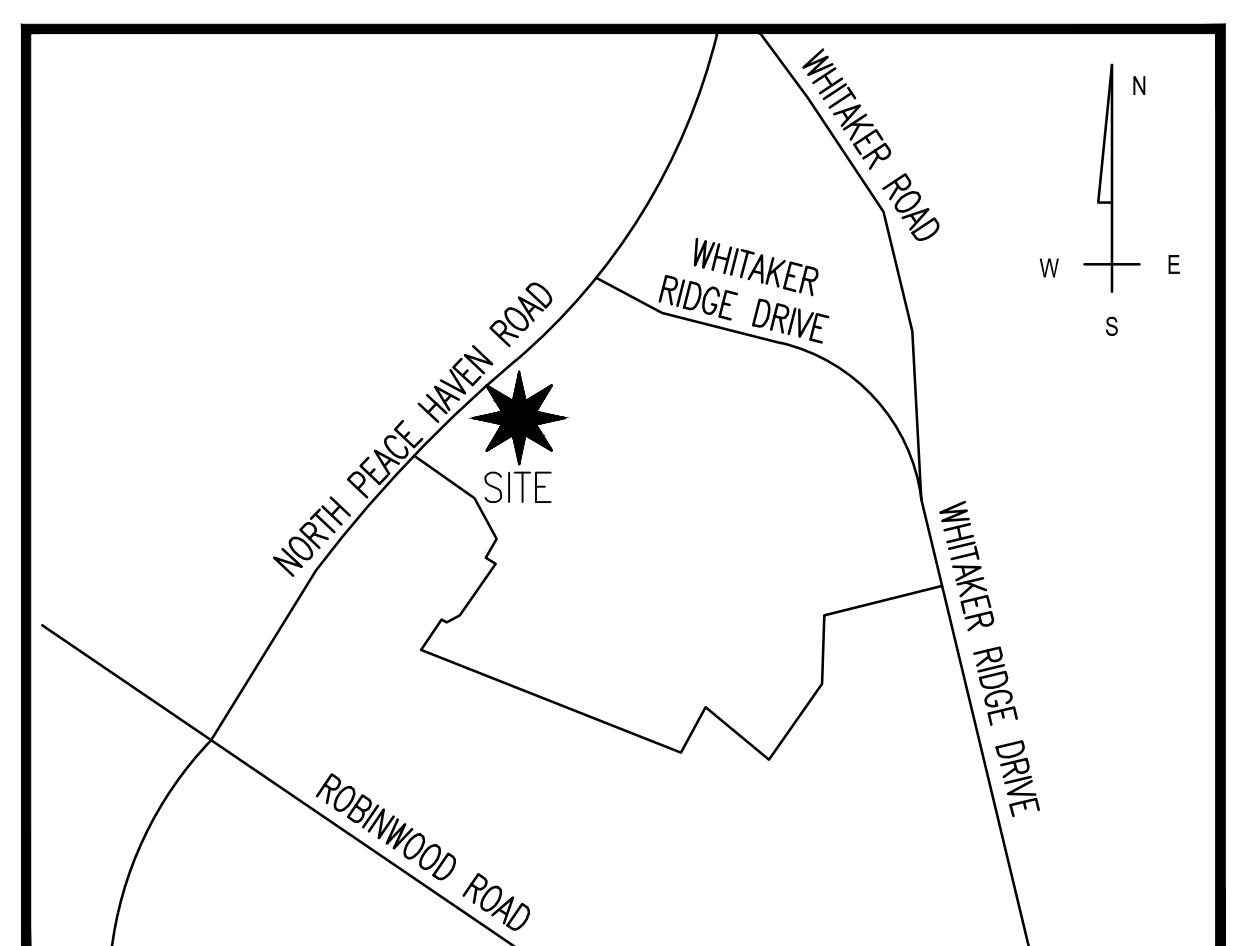 WHITAKER ROAD
N
W
E
S
WHITAKER
RIDGE DRIVE
NORTH PEACE HAVEN ROAD
SITE
WHITAKER RIDGE DRIVE
ROBINWOOD ROAD